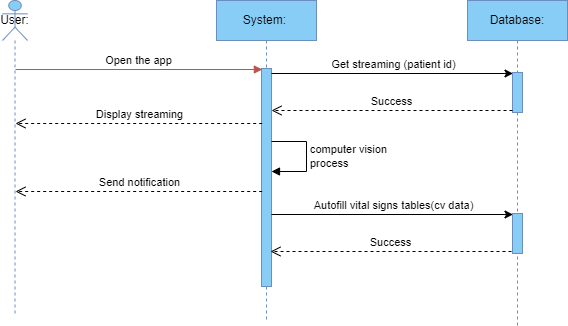 User:
System:
Database:
Open the app
Get streaming (patient id)
Success
Display streaming
computer vision
process
Send notification
Autofill vital signs tables(cv data)
Success